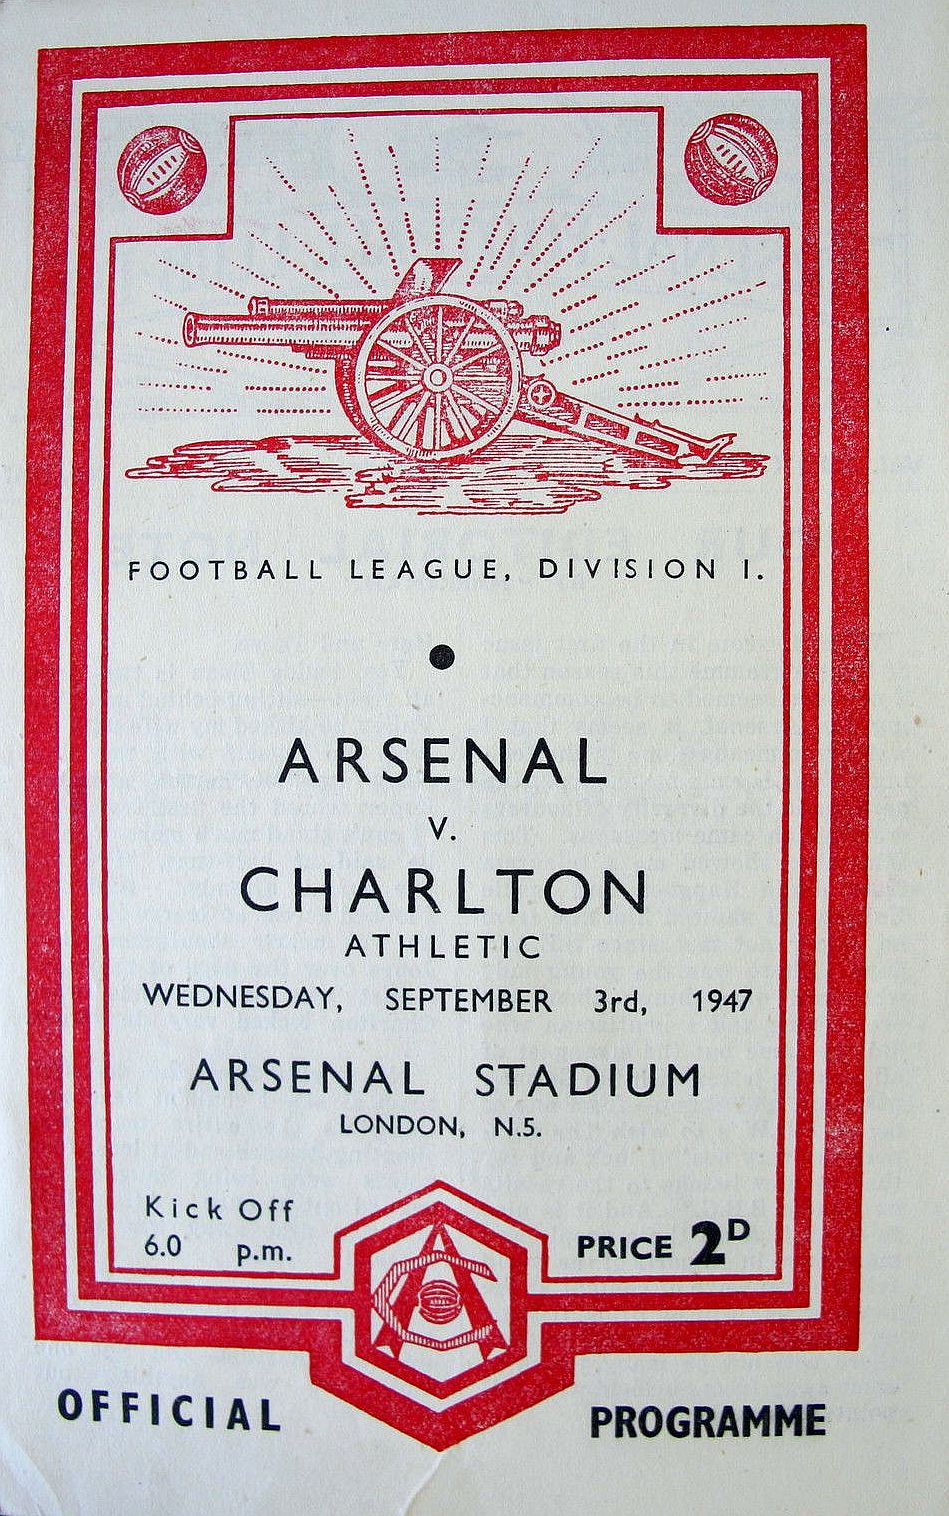 FOOTBALL LEAGUE, DIVISION I.
ARSENAL
V.
CHARLTON
ATHLETIC
WEDNESDAY, SEPTEMBER 3rd, 1947
ARSENAL STADIUM
LONDON, N.5.
Kick Off
6.0 p.m.
PRICE 2D
OFFICIAL PROGRAMME